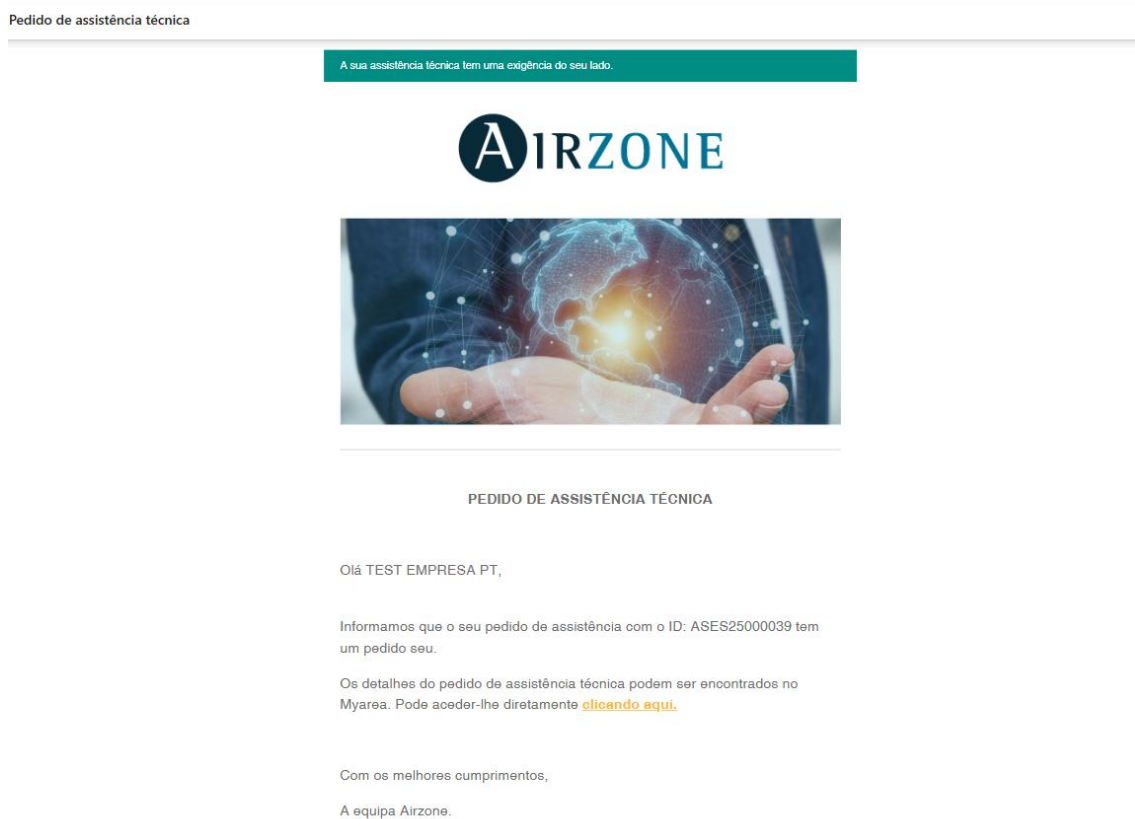 Pedido de assistência técnica
A sua assistência técnica tem uma exigência do seu lado.
AIRZONE
PEDIDO DE ASSISTÊNCIA TÉCNICA
Olá TEST EMPRESA PT,
Informamos que o seu pedido de assistência com o ID: ASES25000039 tem
um pedido seu.
Os detalhes do pedido de assistência técnica podem ser encontrados no
Myarea. Pode aceder-lhe diretamente clicando aqui.
Com os melhores cumprimentos,
A equipa Airzone.